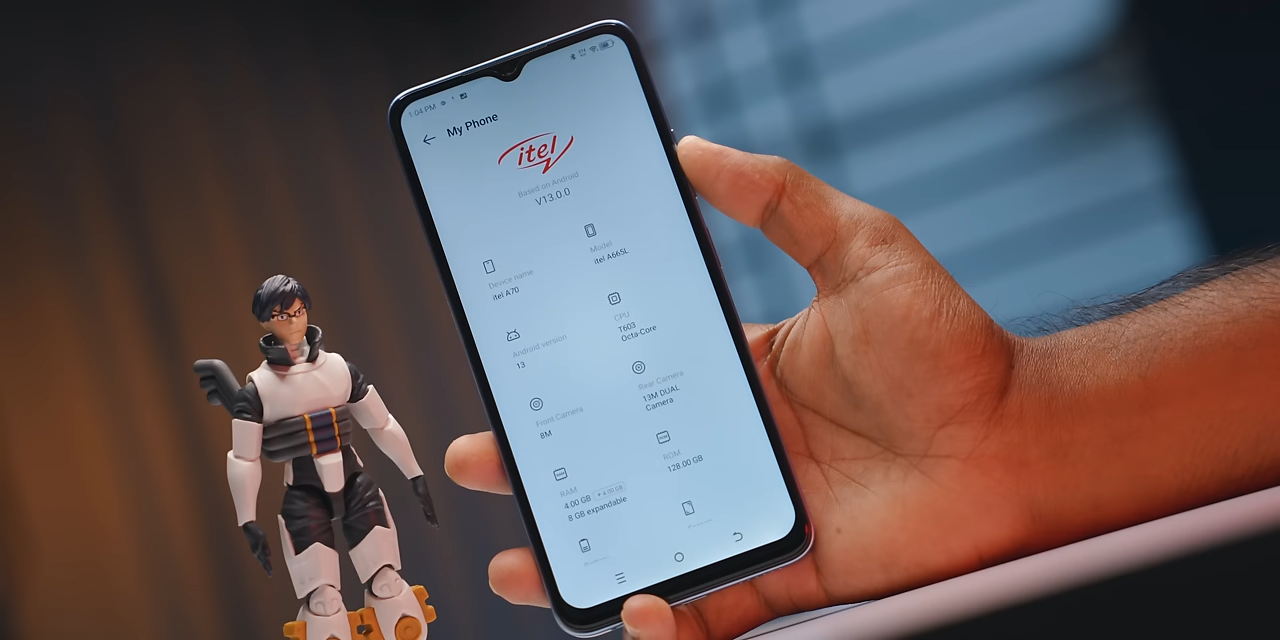 1:04 PM
My Phone
itel
Based on Android
V13.0.0
Device name
itel A70
Model
itel A665L
Android version
13
CPU
T603
Octa-Core
Front Camera
8M
Rear Camera
13M DUAL
Camera
RAM
4.00 GB + 4.00 GB
8 GB expandable
ROM
128.00 GB